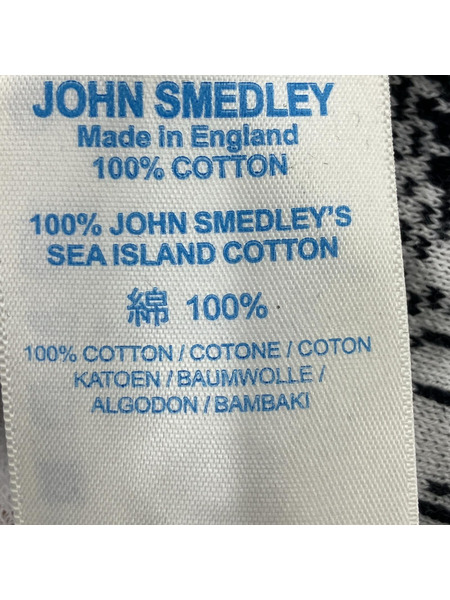 JOHN SMEDLEY
Made in England
100% COTTON
100% JOHN SMEDLEY'S
SEA ISLAND COTTON
綿 100%
100% COTTON / COTONE / COTON
KATOEN / BAUMWOLLE /
ALGODON / BAMBAKI